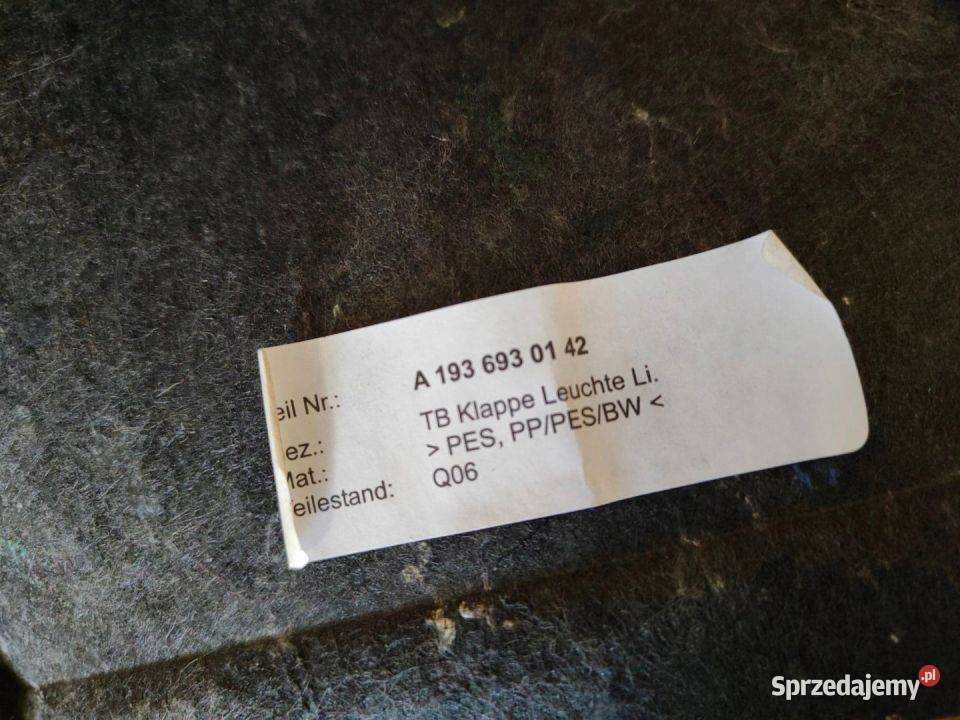 eil Nr.: A 193 693 01 42
ez.: TB Klappe Leuchte Li.
Mat.: > PES, PP/PES/BW <
eilestand: Q06
Sprzedajemy.pl